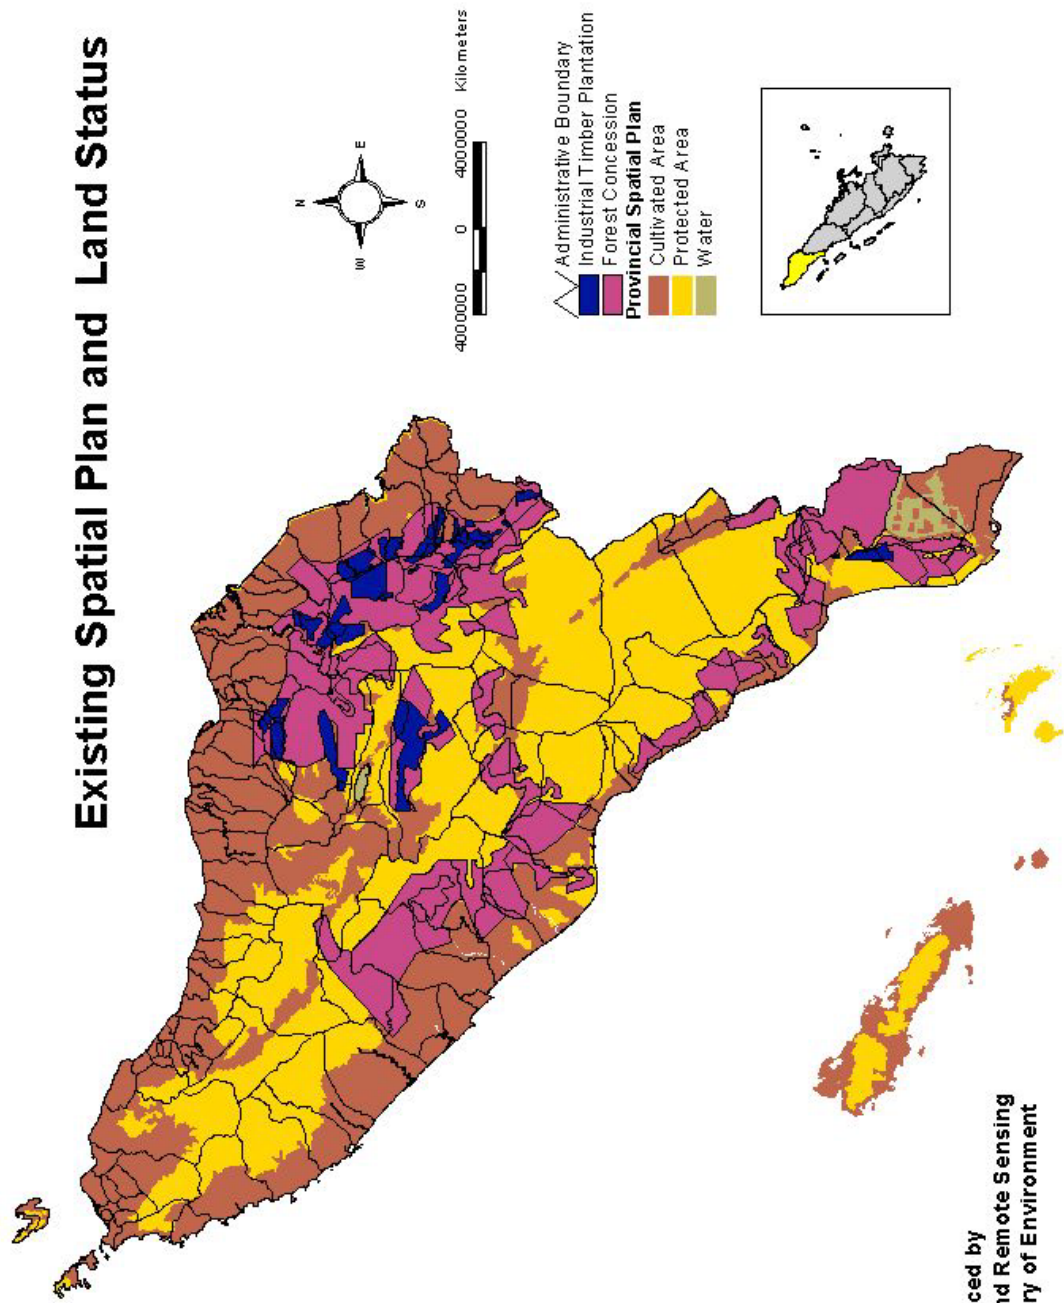 Existing Spatial Plan and Land Status
N
W
E
S
4000000 0 4000000 Kilometers
Administrative Boundary
Industrial Timber Plantation
Forest Concession
Provincial Spatial Plan
Cultivated Area
Protected Area
Water
ced by
nd Remote Sensing
ry of Environment